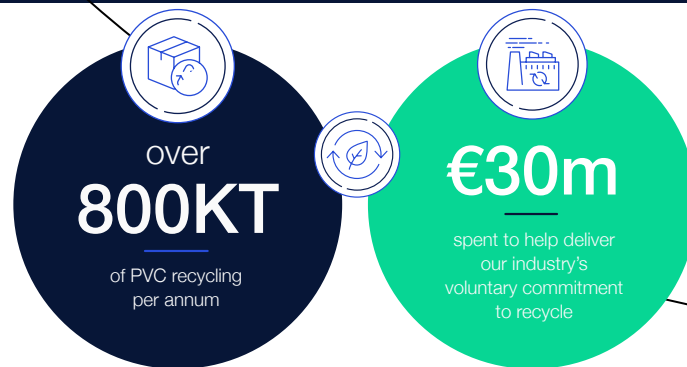 over
800KT
of PVC recycling
per annum
€30m
spent to help deliver
our industry's
voluntary commitment
to recycle